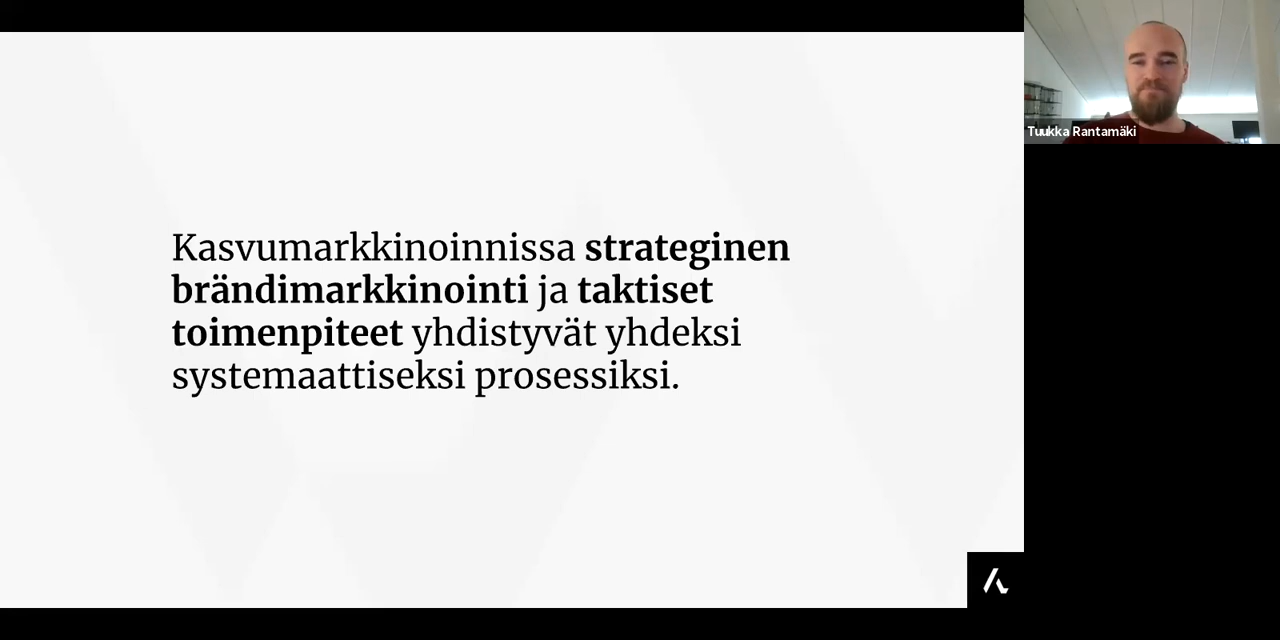 Kasvumarkkinoinnissa strateginen
brändimarkkinointi ja taktiset
toimenpiteet yhdistyvät yhdeksi
systemaattiseksi prosessiksi.
Tuukka Rantamäki